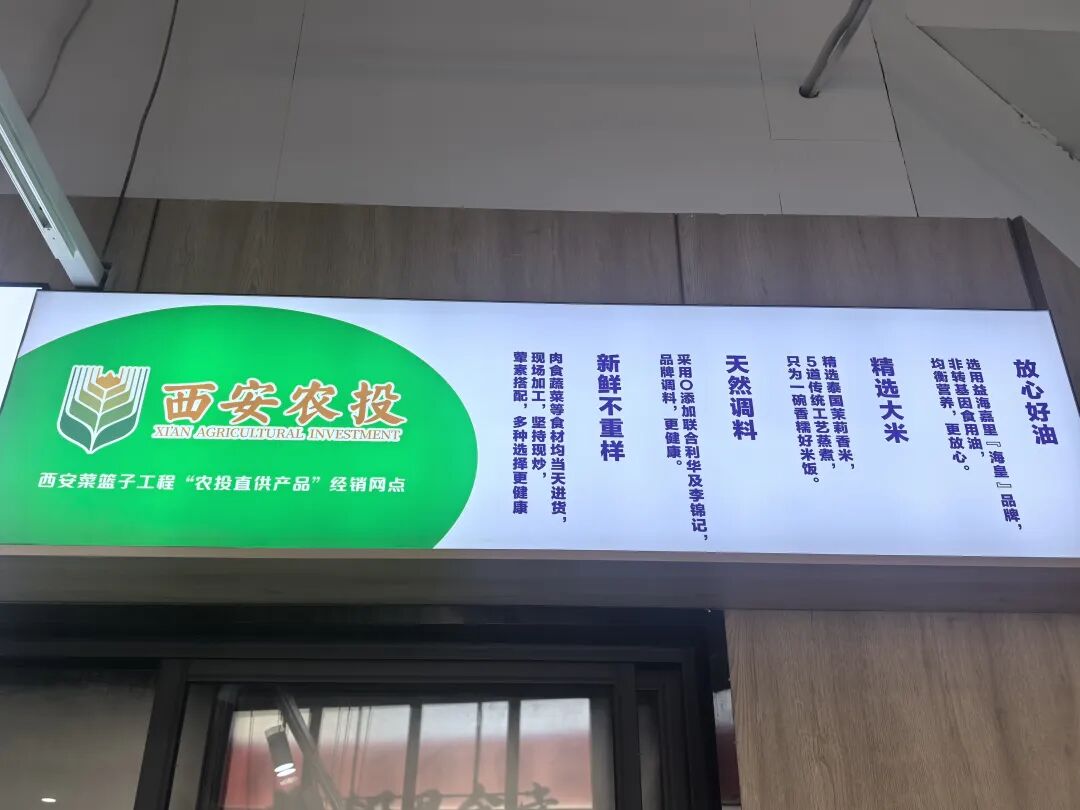 西安农投
XI'AN AGRICULTURAL INVESTMENT
西安菜篮子工程“农投直供产品”经销网点
放心好油
选用益海嘉里『海皇』品牌，
非转基因食用油，
均衡营养，更放心。
精选大米
精选泰国茉莉香米，
5道传统工艺蒸煮，
只为一碗香糯好米饭。
天然调料
采用0添加联合利华及李锦记，
品牌调料，更健康。
新鲜不重样
肉食蔬菜等食材均当天进货，
现场加工，坚持现炒，
荤素搭配，多种选择更健康